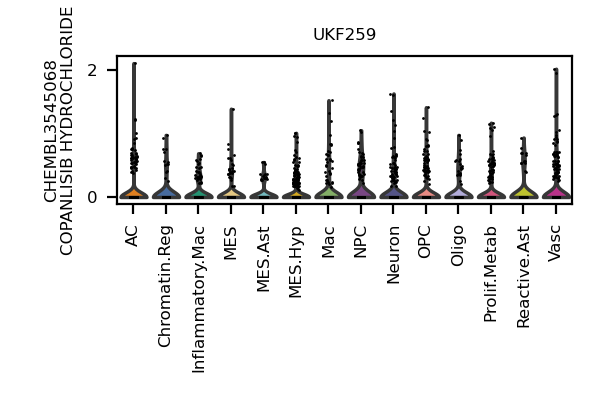 UKF259
CHEMBL3545068
COPANLISIB HYDROCHLORIDE
2
0
AC
Chromatin.Reg
Inflammatory.Mac
MES
MES.Ast
MES.Hyp
Mac
NPC
Neuron
OPC
Oligo
Prolif.Metab
Reactive.Ast
Vasc